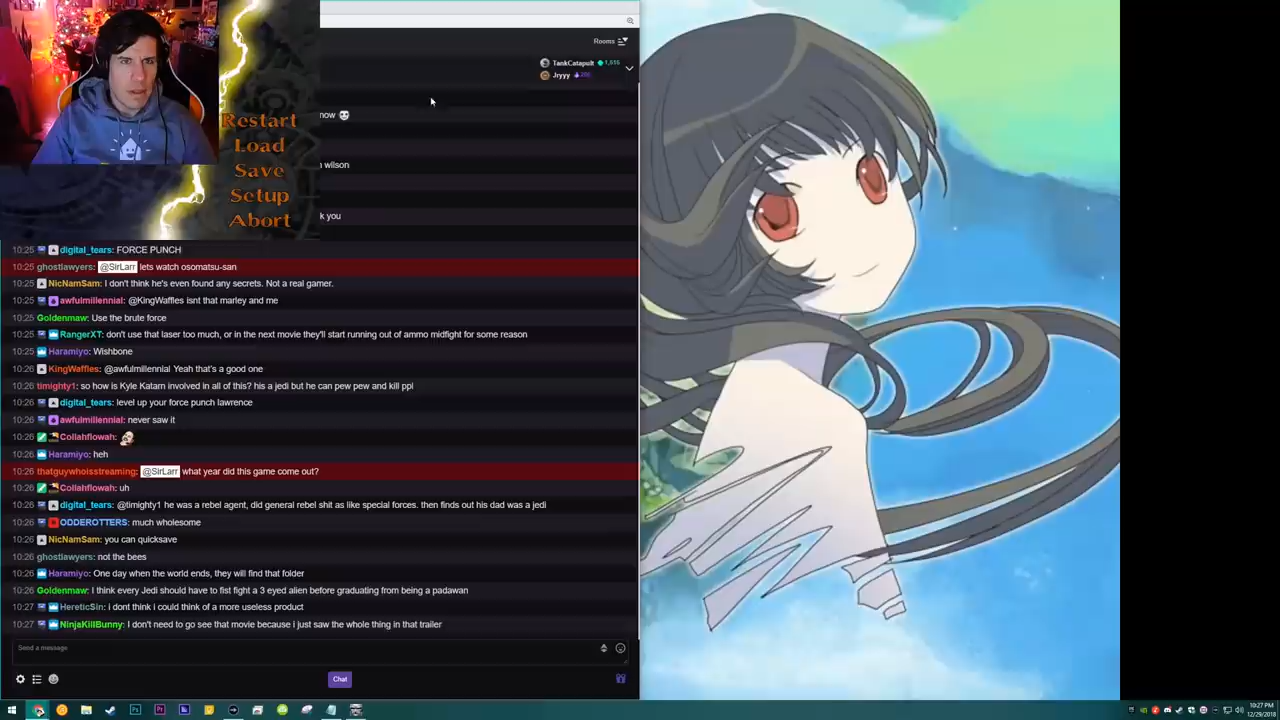 Rooms
TankCatapult 1,515
Restart
Load
Save
Setup
Abort
Jryyy
now
wilson
k you
10:25 digital_tears: FORCE PUNCH
10:25 ghostlawyers: @SirLarr lets watch osomatsu-san
10:25 NicNamSam: I don't think he's even found any secrets. Not a real gamer.
10:25 awfulmillennial: @KingWaffles isnt that marley and me
10:25 Goldenmaw: Use the brute force
10:25 RangerXT: don't use that laser too much, or in the next movie they'll start running out of ammo midfight for some reason
10:25 Haramiyo: Wishbone
10:26 KingWaffles: @awfulmillennial Yeah that's a good one
10:26 timighty1: so how is Kyle Katarn involved in all of this? his a jedi but he can pew pew and kill ppl
10:26 digital_tears: level up your force punch lawrence
10:26 awfulmillennial: never saw it
10:26 Collahflowah:
10:26 Haramiyo: heh
10:26 thatguywhoisstreaming: @SirLarr what year did this game come out?
10:26 Collahflowah: uh
10:26 digital_tears: @timighty1 he was a rebel agent, did general rebel shit as like special forces. then finds out his dad was a jedi
10:26 ODDEROTTERS: much wholesome
10:26 NicNamSam: you can quicksave
10:26 ghostlawyers: not the bees
10:26 Haramiyo: One day when the world ends, they will find that folder
10:26 Goldenmaw: I think every Jedi should have to fist fight a 3 eyed alien before graduating from being a padawan
10:27 HereticSin: i dont think i could think of a more useless product
10:27 NinjaKillBunny: I don't need to go see that movie because i just saw the whole thing in that trailer
Send a message
Chat
10:27 PM
12/29/2018